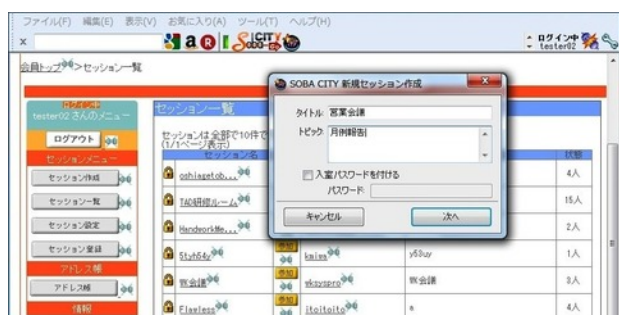 ファイル(F) 編集(E) 表示(V) お気に入り(A) ツール(T) ヘルプ(H)
x
SOBA CITY
ログイン中
tester02
会員トップ>セッション一覧
tester02 さんのメニュー
ログアウト
セッションメニュー
セッション作成
セッション一覧
セッション設定
セッション登録
アドレス帳
アドレス帳
情報
セッション一覧
セッションは全部で10件で
(1/1ページ表示)
セッション名
状態
oshiagetob...
4人
TAD研修ルーム
15人
HandworkMe...
2人
5tyh54y
参加
kaiwa
y53uy
1人
WK会議
参加
yksyspro
WK会議
3人
Flawless
参加
itoitoito
a
4人
SOBA CITY 新規セッション作成
タイトル: 営業会議
トピック: 月例報告
入室パスワードを付ける
パスワード:
キャンセル
次へ